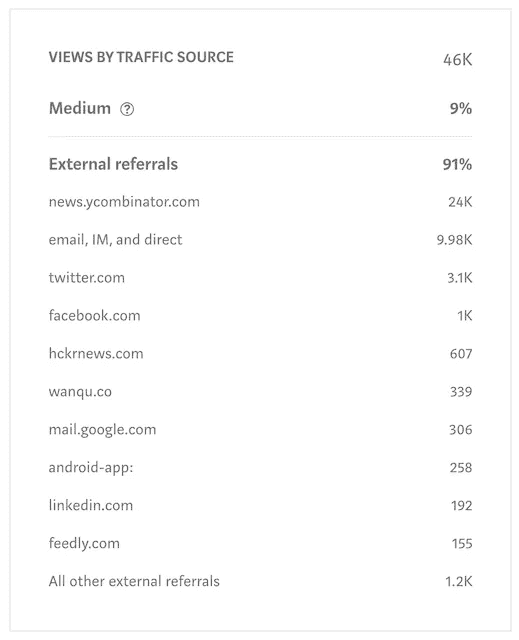 VIEWS BY TRAFFIC SOURCE 46K
Medium ? 9%
External referrals 91%
news.ycombinator.com 24K
email, IM, and direct 9.98K
twitter.com 3.1K
facebook.com 1K
hckrnews.com 607
wanqu.co 339
mail.google.com 306
android-app: 258
linkedin.com 192
feedly.com 155
All other external referrals 1.2K